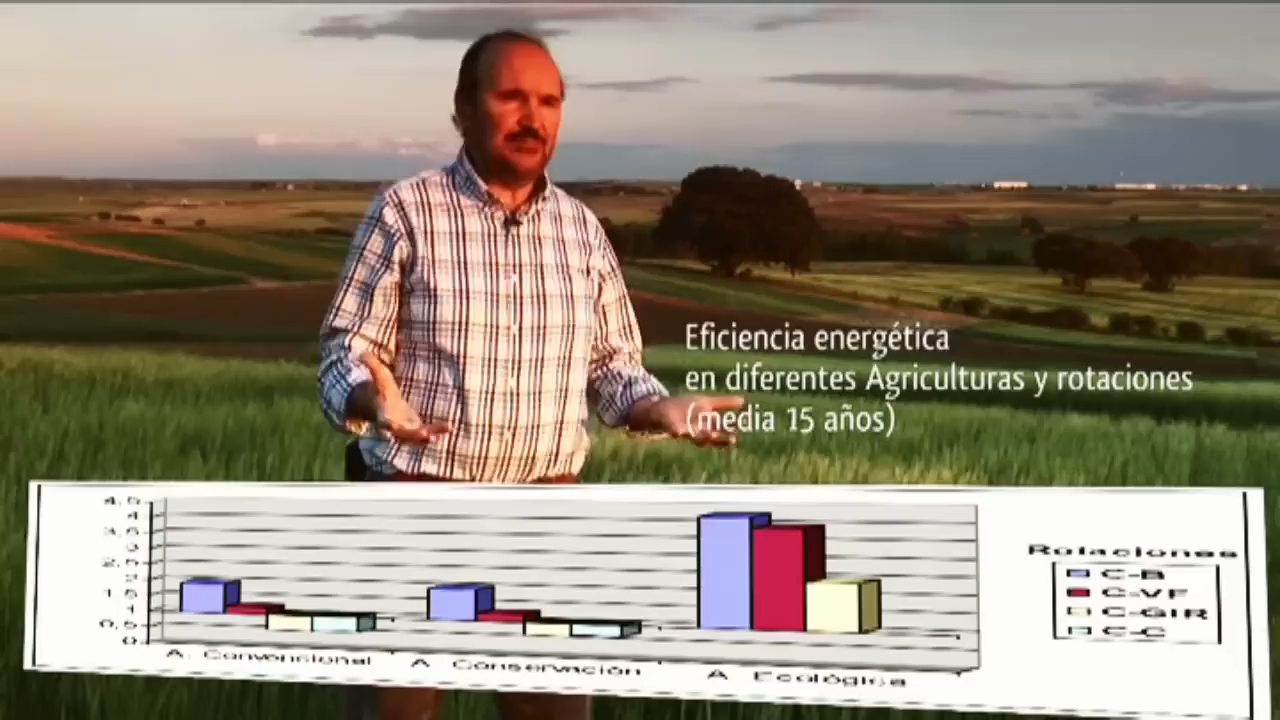 Eficiencia energética
en diferentes Agriculturas y rotaciones
(media 15 años)
4,5
4
3,5
3
2,5
2
1,5
1
0,5
0
A. Convencional
A Conservación
A Ecológica
Rotaciones
C-B
C-VF
C-GIR
C-C